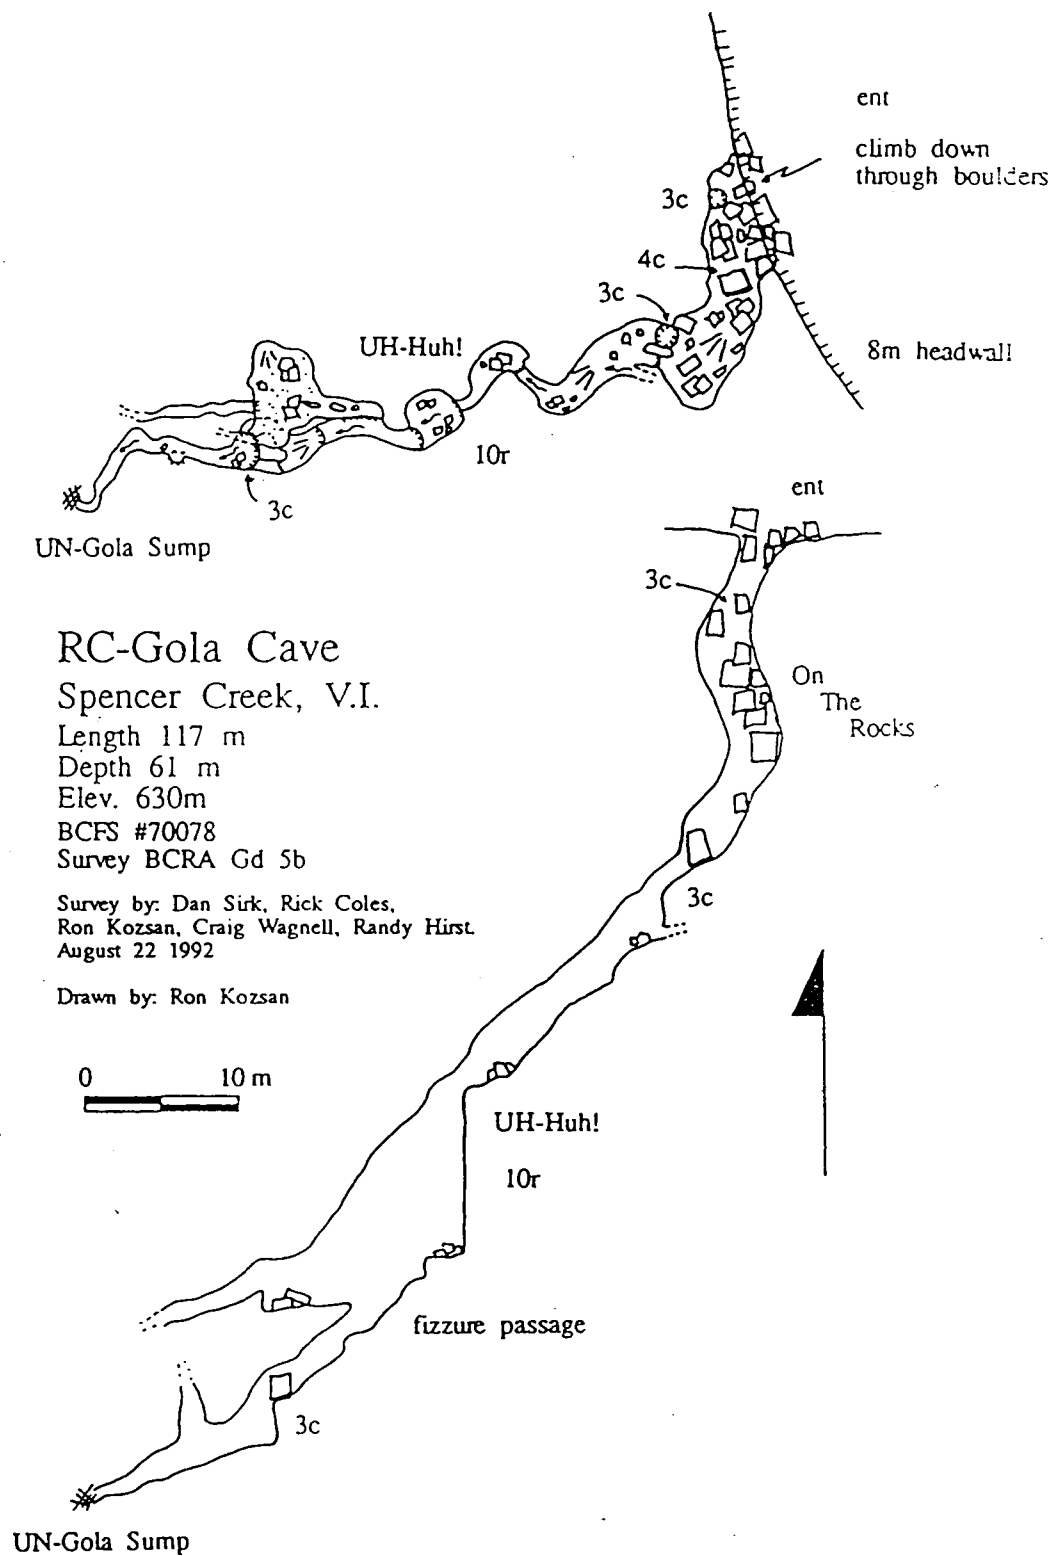 ent
climb down
through boulders
3c
4c
3c
UH-Huh!
8m headwall
10r
3c
UN-Gola Sump
ent
3c
RC-Gola Cave
Spencer Creek, V.I.
Length 117 m
Depth 61 m
Elev. 630m
BCFS #70078
Survey BCRA Gd 5b
Survey by: Dan Sirk, Rick Coles,
Ron Kozsan, Craig Wagnell, Randy Hirst.
August 22 1992
Drawn by: Ron Kozsan
0 10 m
On
The
Rocks
3c
UH-Huh!
10r
fizzure passage
3c
UN-Gola Sump